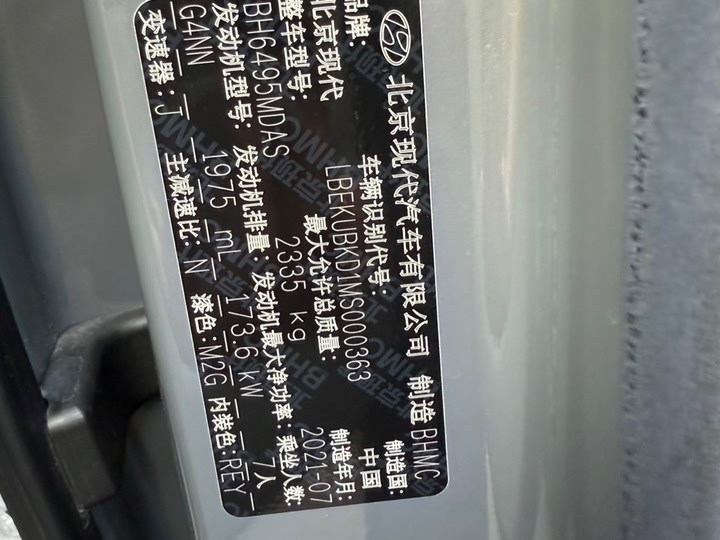 北京现代汽车有限公司 制造 BHMC
品牌: 车辆识别代号: 制造国:
北京现代 LBEKUBKD1MS000363 中国
整车型号: 最大允许总质量: 制造年月:
BH6495MDAS 2335 kg 2021-07
发动机型号: 发动机排量: 发动机最大净功率: 乘坐人数:
G4NN 1975 mL 173.6 kW 7人
变速器: J 主减速比: N 漆色: M2G 内装色: REY